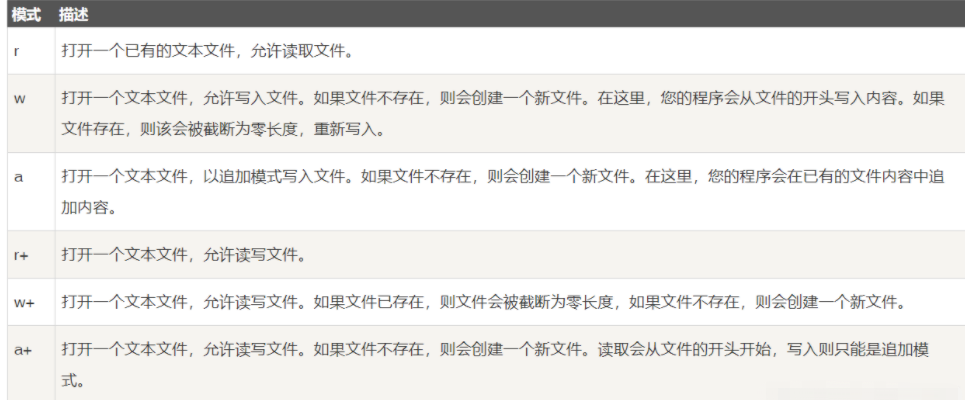 模式 描述
r 打开一个已有的文本文件，允许读取文件。
w 打开一个文本文件，允许写入文件。如果文件不存在，则会创建一个新文件。在这里，您的程序会从文件的开头写入内容。如果
文件存在，则该会被截断为零长度，重新写入。
a 打开一个文本文件，以追加模式写入文件。如果文件不存在，则会创建一个新文件。在这里，您的程序会在已有的文件内容中追
加内容。
r+ 打开一个文本文件，允许读写文件。
w+ 打开一个文本文件，允许读写文件。如果文件已存在，则文件会被截断为零长度，如果文件不存在，则会创建一个新文件。
a+ 打开一个文本文件，允许读写文件。如果文件不存在，则会创建一个新文件。读取会从文件的开头开始，写入则只能是追加模
式。